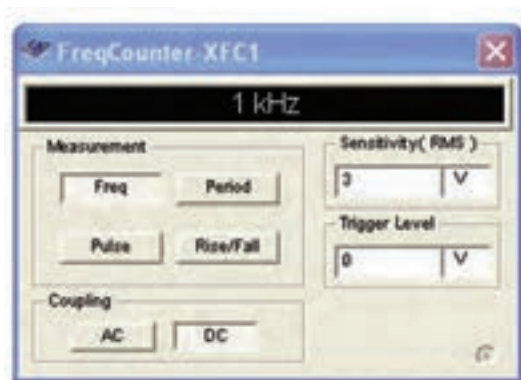 FreqCounter-XFC1
1 kHz
Measurement
Freq
Period
Pulse
Rise/Fall
Coupling
AC
DC
Sensitivity( RMS )
3 V
Trigger Level
0 V